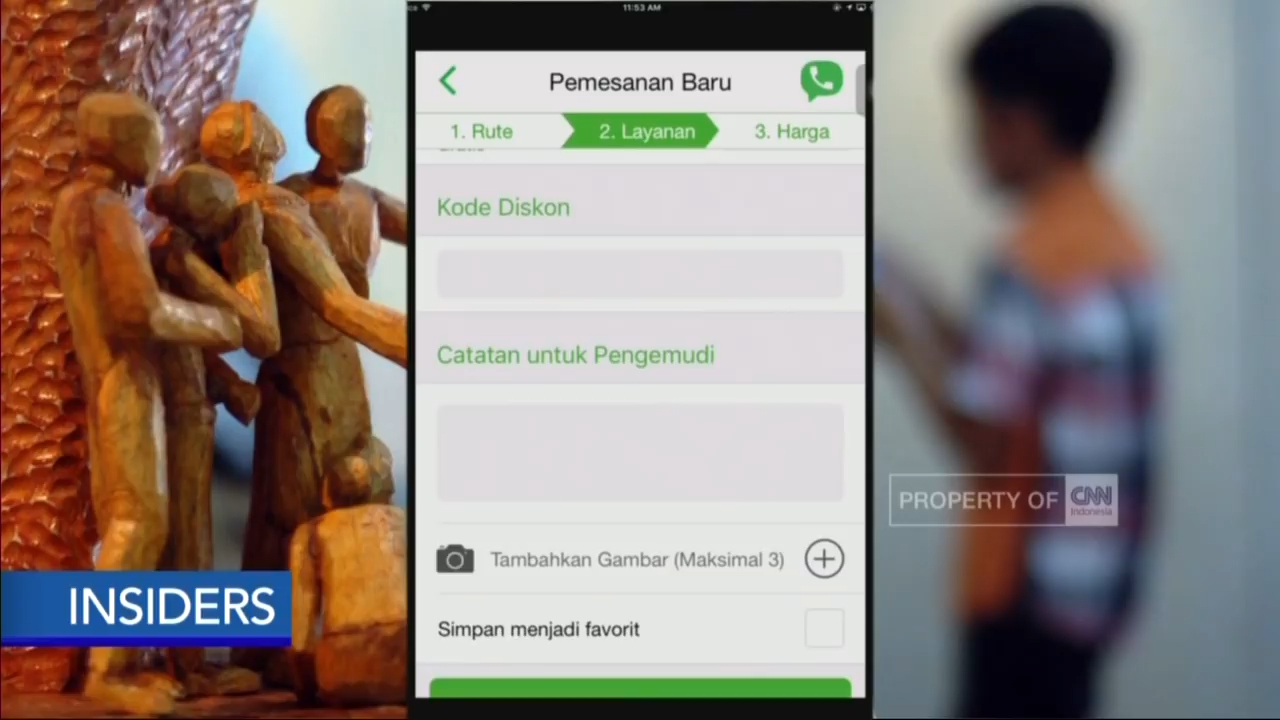 11:53 AM
Pemesanan Baru
1. Rute
2. Layanan
3. Harga
Kode Diskon
Catatan untuk Pengemudi
Tambahkan Gambar (Maksimal 3)
Simpan menjadi favorit
PROPERTY OF CNN Indonesia
INSIDERS